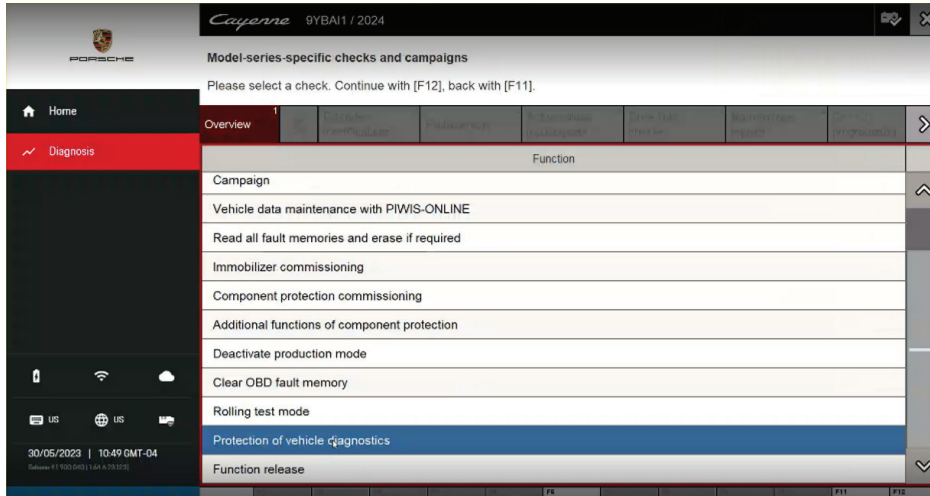 PORSCHE
Cayenne 9YBAI1 / 2024
Model-series-specific checks and campaigns
Please select a check. Continue with [F12], back with [F11].
Home
Diagnosis
Overview 1
Function
Campaign
Vehicle data maintenance with PIWIS-ONLINE
Read all fault memories and erase if required
Immobilizer commissioning
Component protection commissioning
Additional functions of component protection
Deactivate production mode
Clear OBD fault memory
Rolling test mode
Protection of vehicle diagnostics
Function release
US
US
30/05/2023 | 10:49 GMT-04
F6
F11
F12